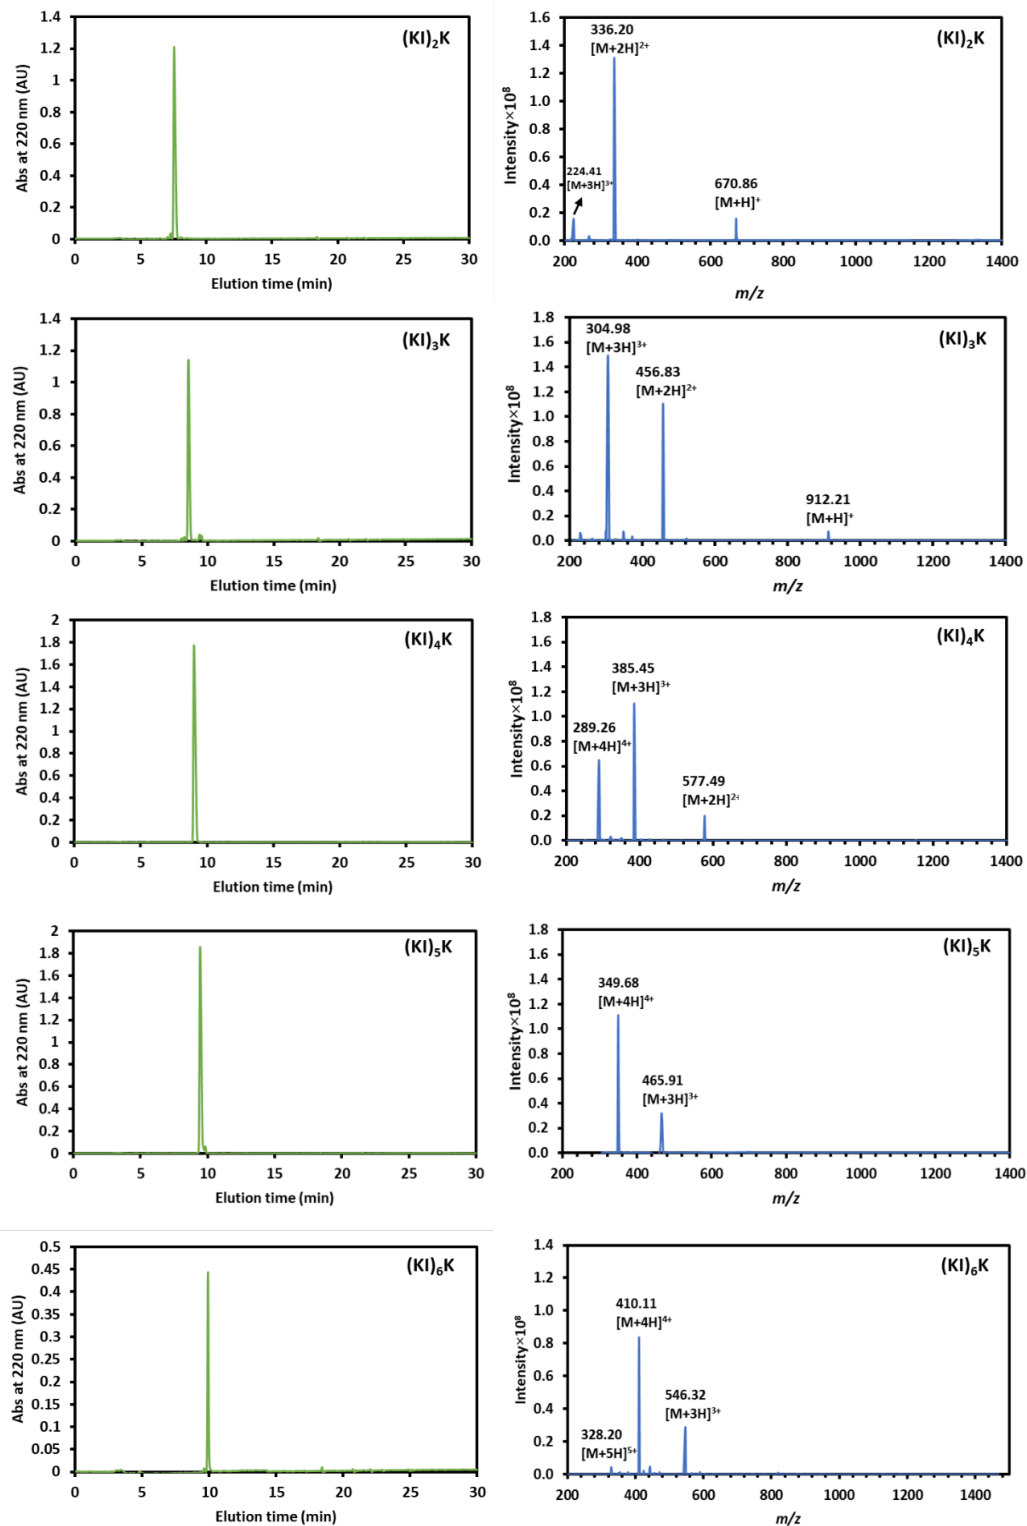 (KI)₂K
Abs at 220 nm (AU)
1.4
1.2
1
0.8
0.6
0.4
0.2
0
0 5 10 15 20 25 30
Elution time (min)
(KI)₂K
Intensity×10⁸
1.6
1.4
1.2
1.0
0.8
0.6
0.4
0.2
0.0
336.20
[M+2H]²⁺
224.41
[M+3H]³⁺
670.86
[M+H]⁺
200 400 600 800 1000 1200 1400
m/z
(KI)₃K
Abs at 220 nm (AU)
1.4
1.2
1
0.8
0.6
0.4
0.2
0
0 5 10 15 20 25 30
Elution time (min)
(KI)₃K
Intensity×10⁸
1.8
1.6
1.4
1.2
1.0
0.8
0.6
0.4
0.2
0.0
304.98
[M+3H]³⁺
456.83
[M+2H]²⁺
912.21
[M+H]⁺
200 400 600 800 1000 1200 1400
m/z
(KI)₄K
Abs at 220 nm (AU)
2
1.8
1.6
1.4
1.2
1
0.8
0.6
0.4
0.2
0
0 5 10 15 20 25 30
Elution time (min)
(KI)₄K
Intensity×10⁸
1.8
1.6
1.4
1.2
1.0
0.8
0.6
0.4
0.2
0.0
385.45
[M+3H]³⁺
289.26
[M+4H]⁴⁺
577.49
[M+2H]²⁺
200 400 600 800 1000 1200 1400
m/z
(KI)₅K
Abs at 220 nm (AU)
2
1.8
1.6
1.4
1.2
1
0.8
0.6
0.4
0.2
0
0 5 10 15 20 25 30
Elution time (min)
(KI)₅K
Intensity×10⁸
1.8
1.6
1.4
1.2
1.0
0.8
0.6
0.4
0.2
0.0
349.68
[M+4H]⁴⁺
465.91
[M+3H]³⁺
200 400 600 800 1000 1200 1400
m/z
(KI)₆K
Abs at 220 nm (AU)
0.5
0.45
0.4
0.35
0.3
0.25
0.2
0.15
0.1
0.05
0
0 5 10 15 20 25 30
Elution time (min)
(KI)₆K
Intensity×10⁸
1.4
1.2
1.0
0.8
0.6
0.4
0.2
0.0
410.11
[M+4H]⁴⁺
546.32
[M+3H]³⁺
328.20
[M+5H]⁵⁺
200 400 600 800 1000 1200 1400
m/z